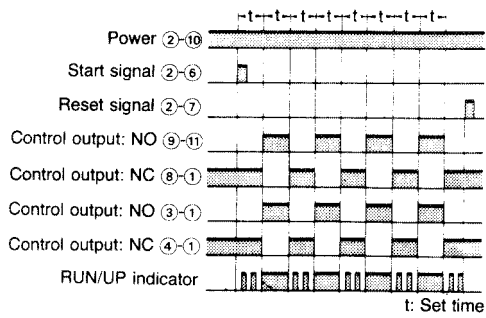 t t t t t t t t
Power ②-⑩
Start signal ②-⑥
Reset signal ②-⑦
Control output: NO ⑨-⑪
Control output: NC ⑧-①
Control output: NO ③-①
Control output: NC ④-①
RUN/UP indicator
t: Set time